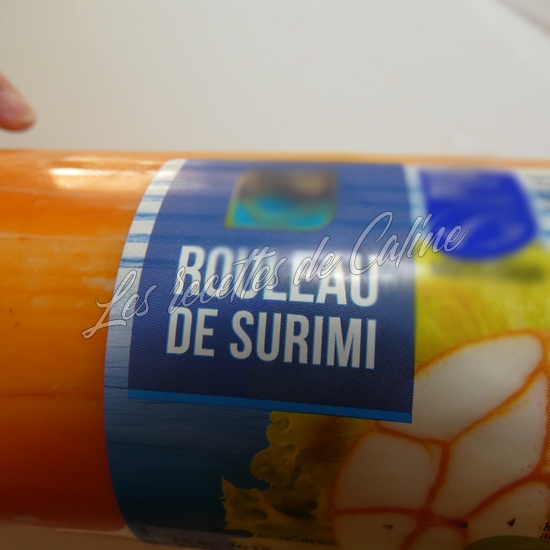 ROULEAU
Les recettes de Caline
DE SURIMI